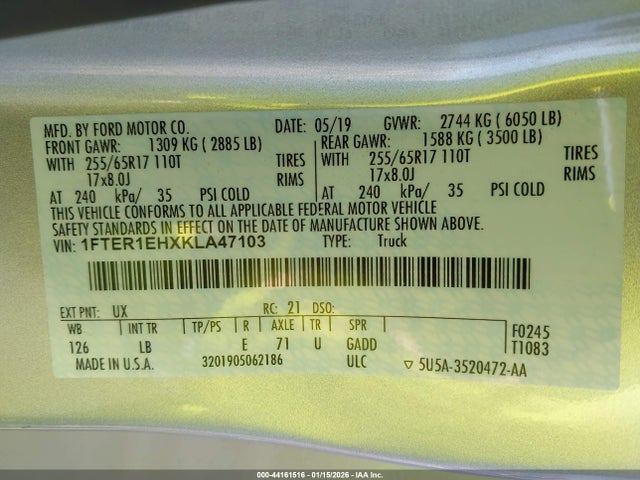 MFD. BY FORD MOTOR CO. DATE: 05/19 GVWR: 2744 KG ( 6050 LB)
FRONT GAWR: 1309 KG ( 2885 LB) REAR GAWR: 1588 KG ( 3500 LB)
WITH 255/65R17 110T TIRES WITH 255/65R17 110T TIRES
17x8.0J RIMS 17x8.0J RIMS
AT 240 kPa/ 35 PSI COLD AT 240 kPa/ 35 PSI COLD
THIS VEHICLE CONFORMS TO ALL APPLICABLE FEDERAL MOTOR VEHICLE
SAFETY STANDARDS IN EFFECT ON THE DATE OF MANUFACTURE SHOWN ABOVE.
VIN: 1FTER1EHXKLA47103 TYPE: Truck
EXT PNT: UX RC: 21 DSO:
WB INT TR TP/PS R AXLE TR SPR F0245
126 LB E 71 U GADD T1083
MADE IN U.S.A. 3201905062186 ULC ▽ 5U5A-3520472-AA
000-44161516 - 01/15/2026 - IAA Inc.